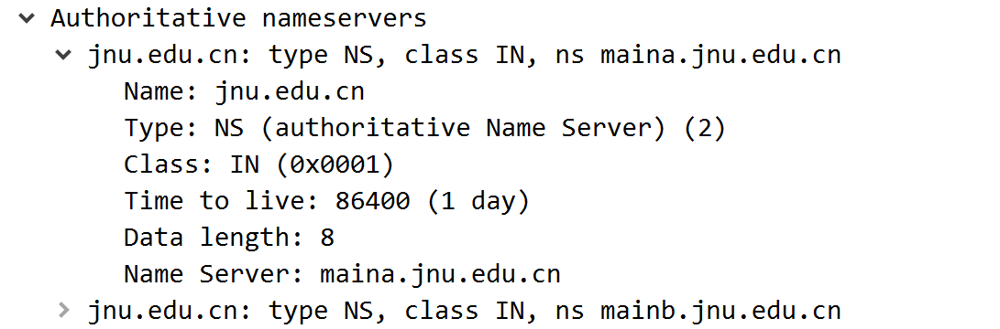 Authoritative nameservers
jnu.edu.cn: type NS, class IN, ns maina.jnu.edu.cn
Name: jnu.edu.cn
Type: NS (authoritative Name Server) (2)
Class: IN (0x0001)
Time to live: 86400 (1 day)
Data length: 8
Name Server: maina.jnu.edu.cn
jnu.edu.cn: type NS, class IN, ns mainb.jnu.edu.cn